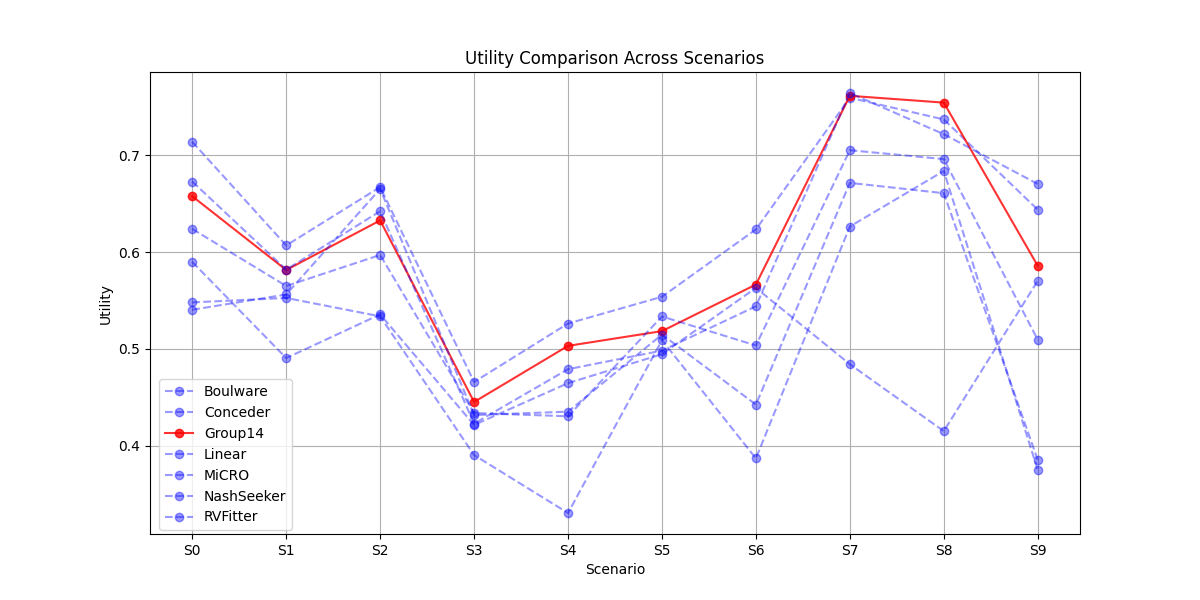 Utility Comparison Across Scenarios
Utility
0.7
0.6
0.5
0.4
Boulware
Conceder
Group14
Linear
MiCRO
NashSeeker
RVFitter
S0 S1 S2 S3 S4 S5 S6 S7 S8 S9
Scenario